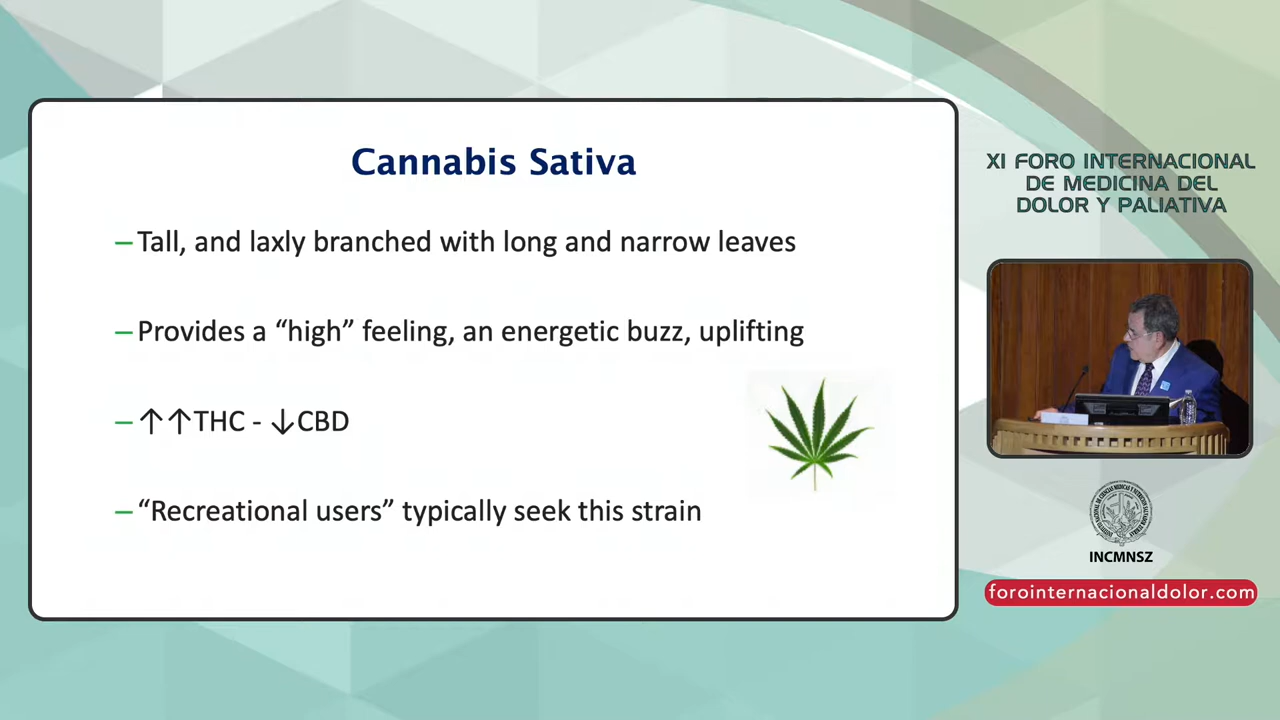 Cannabis Sativa
– Tall, and laxly branched with long and narrow leaves
– Provides a “high” feeling, an energetic buzz, uplifting
– ↑↑THC - ↓CBD
– “Recreational users” typically seek this strain
XI FORO INTERNACIONAL
DE MEDICINA DEL
DOLOR Y PALIATIVA
INCMNSZ
forointernacionaldolor.com